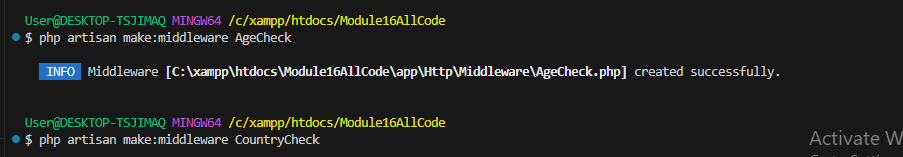 User@DESKTOP-TSJIMAQ MINGW64 /c/xampp/htdocs/Module16AllCode
$ php artisan make:middleware AgeCheck
INFO Middleware [C:\xampp\htdocs\Module16AllCode\app\Http\Middleware\AgeCheck.php] created successfully.
User@DESKTOP-TSJIMAQ MINGW64 /c/xampp/htdocs/Module16AllCode
$ php artisan make:middleware CountryCheck
Activate W